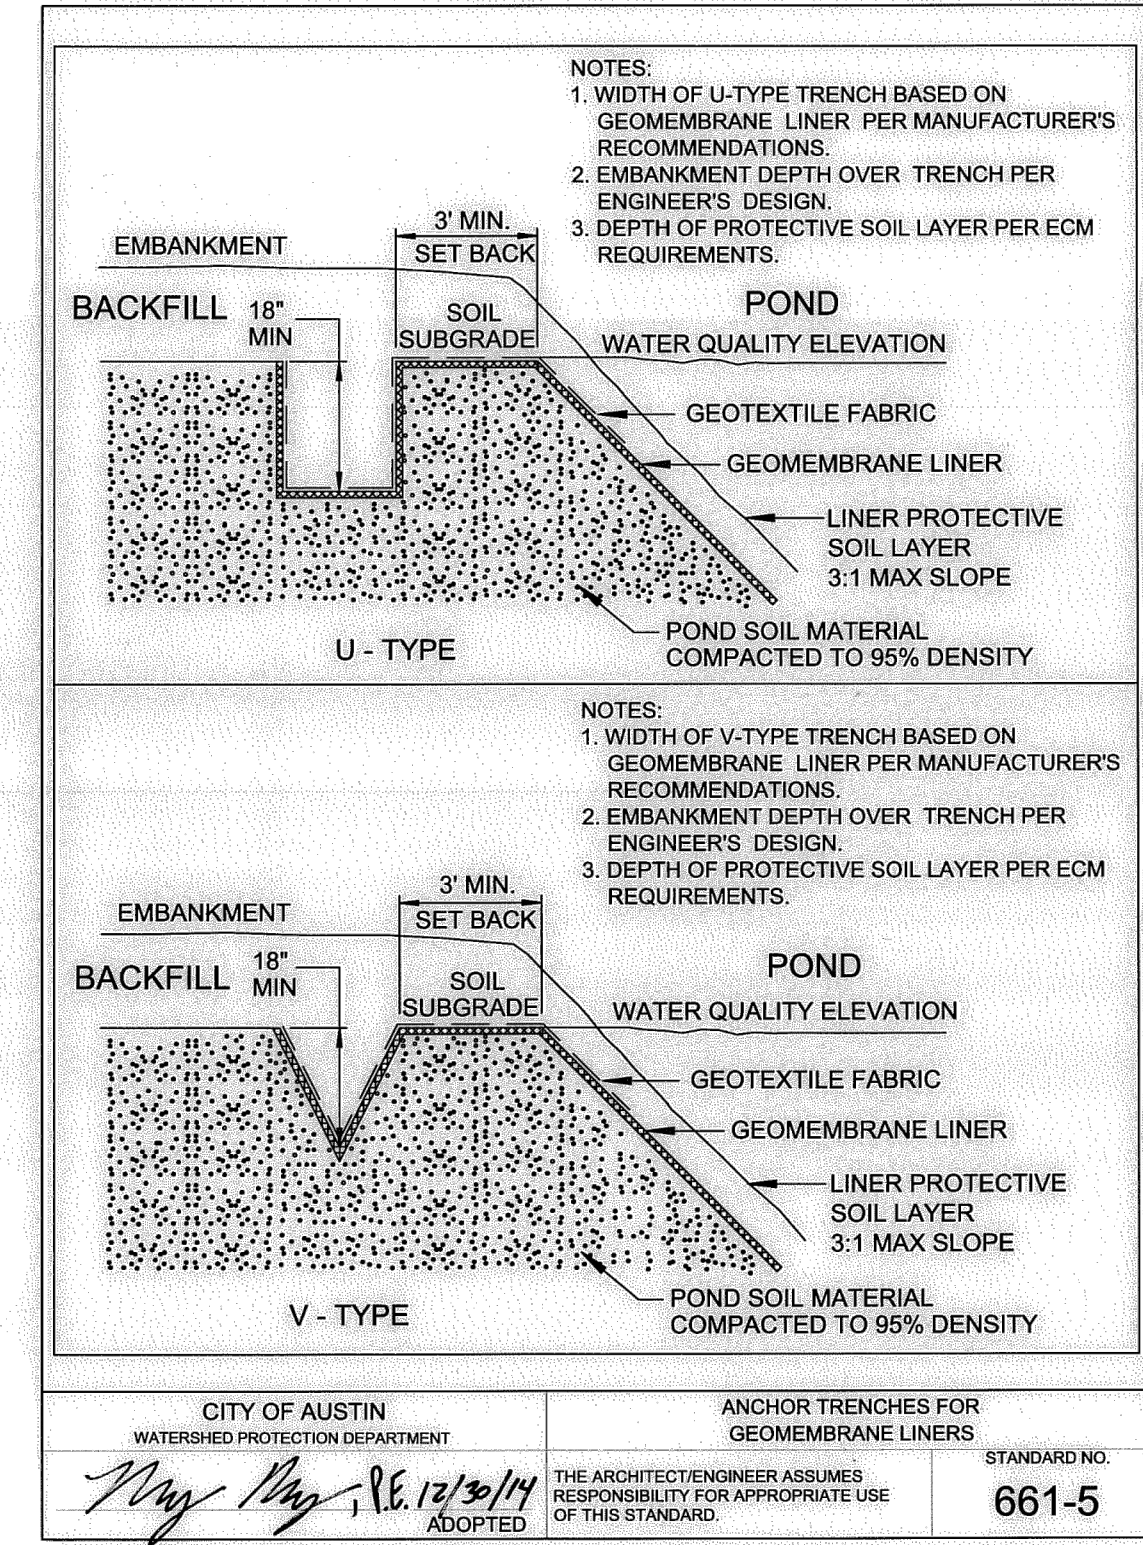 NOTES:
1. WIDTH OF U-TYPE TRENCH BASED ON
GEOMEMBRANE LINER PER MANUFACTURER'S
RECOMMENDATIONS.
2. EMBANKMENT DEPTH OVER TRENCH PER
ENGINEER'S DESIGN.
3. DEPTH OF PROTECTIVE SOIL LAYER PER ECM
REQUIREMENTS.
3' MIN.
SET BACK
EMBANKMENT
BACKFILL
18"
MIN
SOIL
SUBGRADE
POND
WATER QUALITY ELEVATION
GEOTEXTILE FABRIC
GEOMEMBRANE LINER
LINER PROTECTIVE
SOIL LAYER
3:1 MAX SLOPE
POND SOIL MATERIAL
COMPACTED TO 95% DENSITY
U - TYPE
NOTES:
1. WIDTH OF V-TYPE TRENCH BASED ON
GEOMEMBRANE LINER PER MANUFACTURER'S
RECOMMENDATIONS.
2. EMBANKMENT DEPTH OVER TRENCH PER
ENGINEER'S DESIGN.
3. DEPTH OF PROTECTIVE SOIL LAYER PER ECM
REQUIREMENTS.
3' MIN.
SET BACK
EMBANKMENT
BACKFILL
18"
MIN
SOIL
SUBGRADE
POND
WATER QUALITY ELEVATION
GEOTEXTILE FABRIC
GEOMEMBRANE LINER
LINER PROTECTIVE
SOIL LAYER
3:1 MAX SLOPE
POND SOIL MATERIAL
COMPACTED TO 95% DENSITY
V - TYPE
CITY OF AUSTIN
WATERSHED PROTECTION DEPARTMENT
, P.E. 12/30/14
ADOPTED
ANCHOR TRENCHES FOR
GEOMEMBRANE LINERS
THE ARCHITECT/ENGINEER ASSUMES
RESPONSIBILITY FOR APPROPRIATE USE
OF THIS STANDARD.
STANDARD NO.
661-5